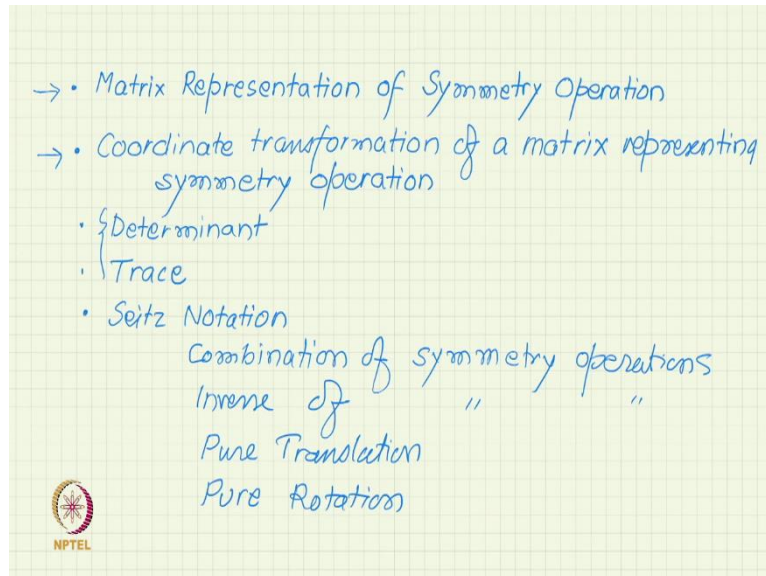 → • Matrix Representation of Symmetry Operation
→ • Coordinate transformation of a matrix representing
symmetry operation
• { Determinant
• Trace
• Seitz Notation
Combination of symmetry operations
Inverse of " "
Pure Translation
Pure Rotation
NPTEL